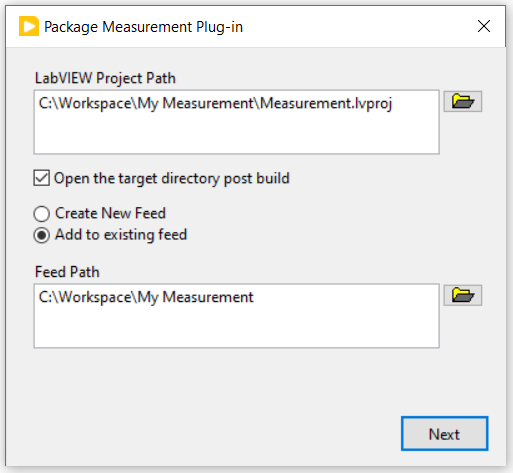 Package Measurement Plug-in
LabVIEW Project Path
C:\Workspace\My Measurement\Measurement.lvproj
Open the target directory post build
Create New Feed
Add to existing feed
Feed Path
C:\Workspace\My Measurement
Next